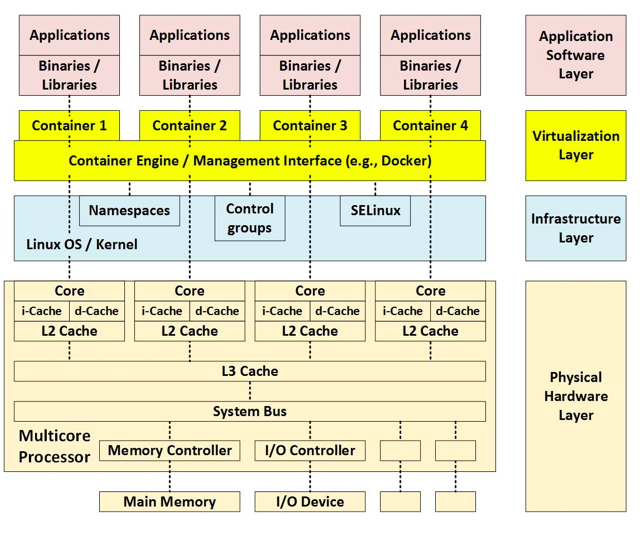 Applications
Applications
Applications
Applications
Application
Software
Layer
Binaries /
Libraries
Binaries /
Libraries
Binaries /
Libraries
Binaries /
Libraries
Container 1
Container 2
Container 3
Container 4
Virtualization
Layer
Container Engine / Management Interface (e.g., Docker)
Namespaces
Control
groups
SELinux
Infrastructure
Layer
Linux OS / Kernel
Core
Core
Core
Core
i-Cache
d-Cache
i-Cache
d-Cache
i-Cache
d-Cache
i-Cache
d-Cache
L2 Cache
L2 Cache
L2 Cache
L2 Cache
L3 Cache
Physical
Hardware
Layer
System Bus
Multicore
Processor
Memory Controller
I/O Controller
Main Memory
I/O Device